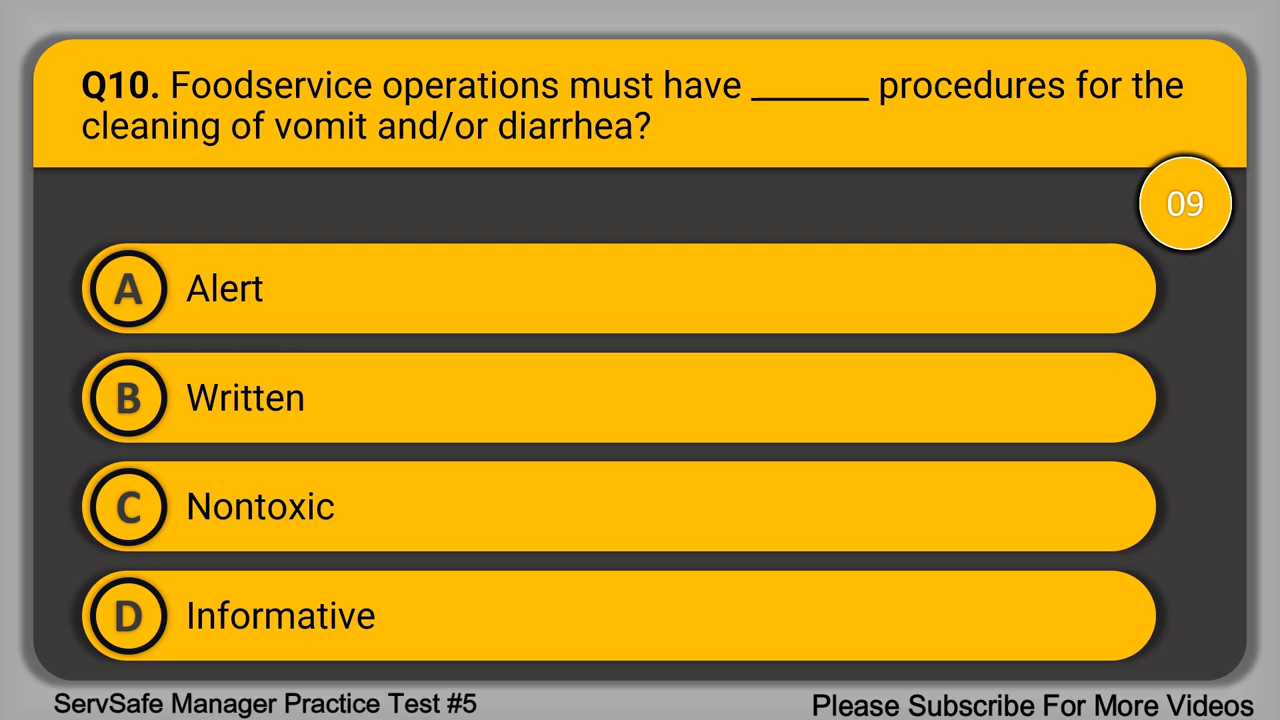 Q10. Foodservice operations must have _______ procedures for the
cleaning of vomit and/or diarrhea?
09
A Alert
B Written
C Nontoxic
D Informative
ServSafe Manager Practice Test #5
Please Subscribe For More Videos